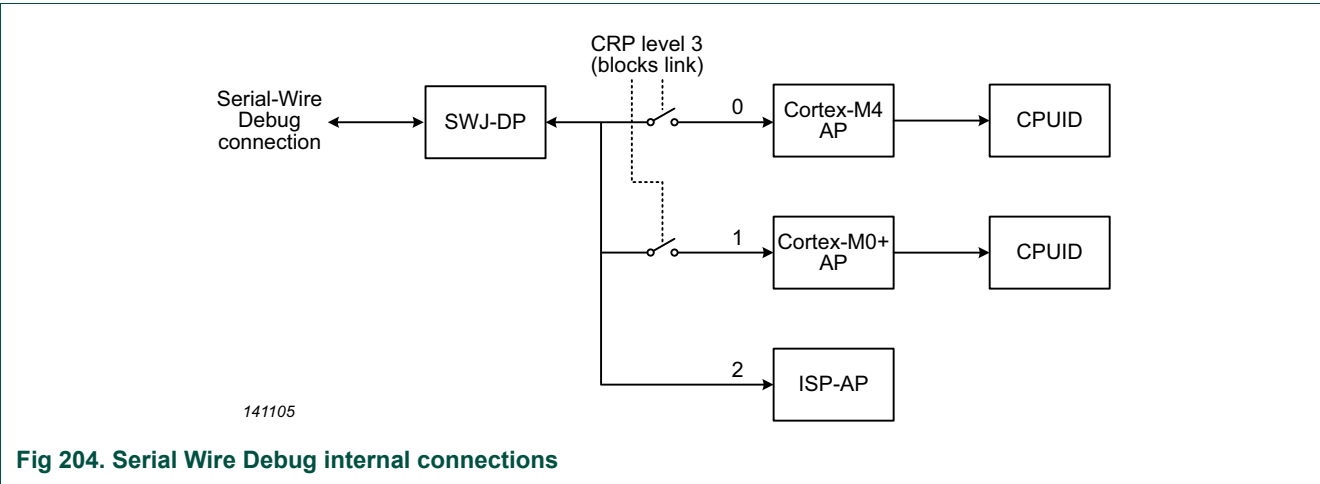 CRP level 3
(blocks link)
Serial-Wire
Debug
connection
SWJ-DP
0
Cortex-M4
AP
CPUID
1
Cortex-M0+
AP
CPUID
2
ISP-AP
141105
Fig 204. Serial Wire Debug internal connections